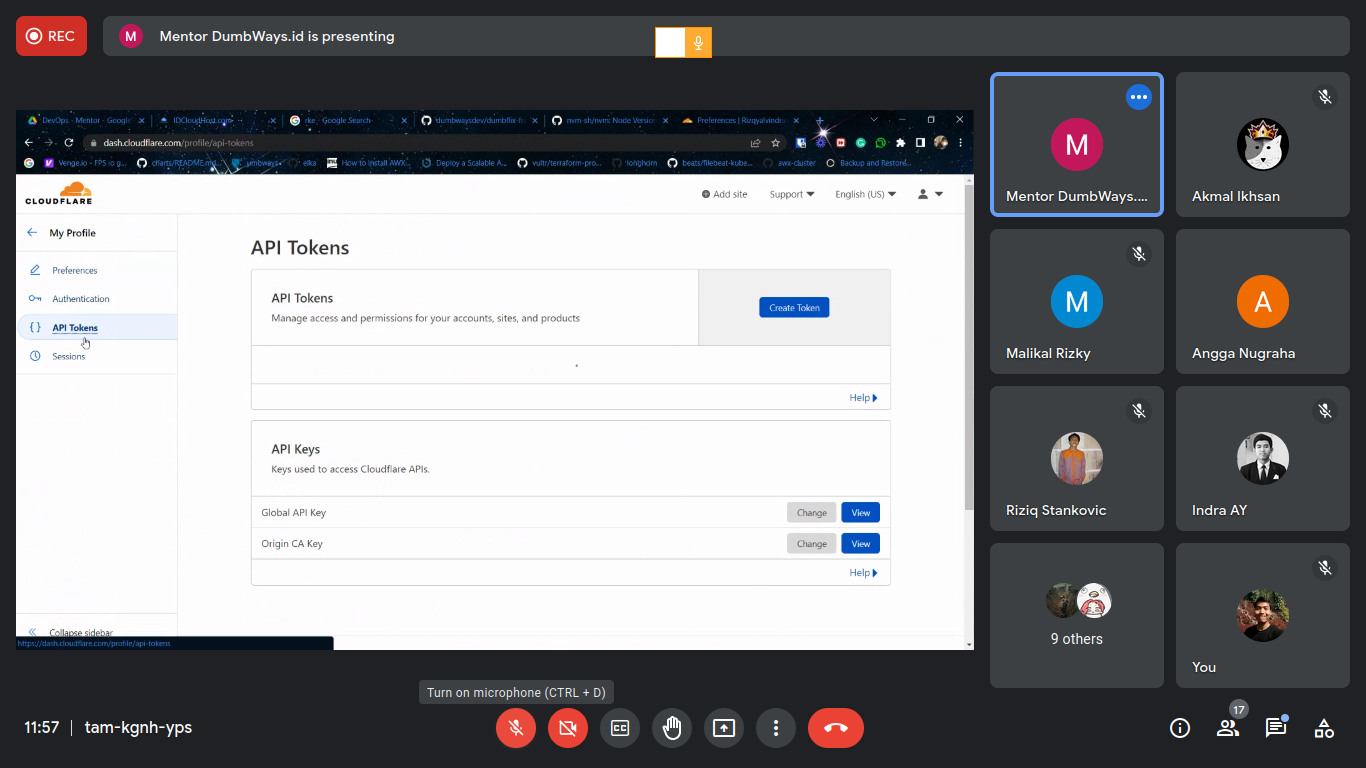 REC
M
Mentor DumbWays.id is presenting
DevOps - Mentor - Google
IDCloudHost.com
rke - Google Search
dumbwaysdev/dumbflix-fr
nvm-sh/nvm: Node Version
Preferences | Rizqyalvindra
dash.cloudflare.com/profile/api-tokens
Venge.io - FPS io g...
charts/README.md...
umbways
elka
How to Install AWX...
Deploy a Scalable A...
vultr/terraform-pro...
longhorn
beats/filebeat-kube...
awx-cluster
Backup and Restore...
CLOUDFLARE
Add site
Support
English (US)
My Profile
Preferences
Authentication
{ } API Tokens
Sessions
Collapse sidebar
https://dash.cloudflare.com/profile/api-tokens
API Tokens
API Tokens
Manage access and permissions for your accounts, sites, and products
Create Token
Help
API Keys
Keys used to access Cloudflare APIs.
Global API Key
Change
View
Origin CA Key
Change
View
Help
M
Mentor DumbWays....
Akmal Ikhsan
M
Malikal Rizky
A
Angga Nugraha
Riziq Stankovic
Indra AY
9 others
You
Turn on microphone (CTRL + D)
11:57 | tam-kgnh-yps
CC
17